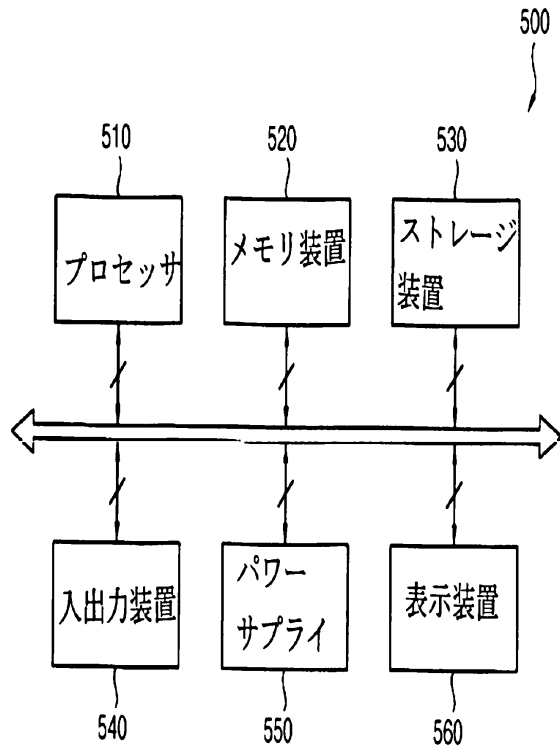 500
510
520
530
プロセッサ
メモリ装置
ストレージ
装置
入出力装置
パワー
サプライ
表示装置
540
550
560